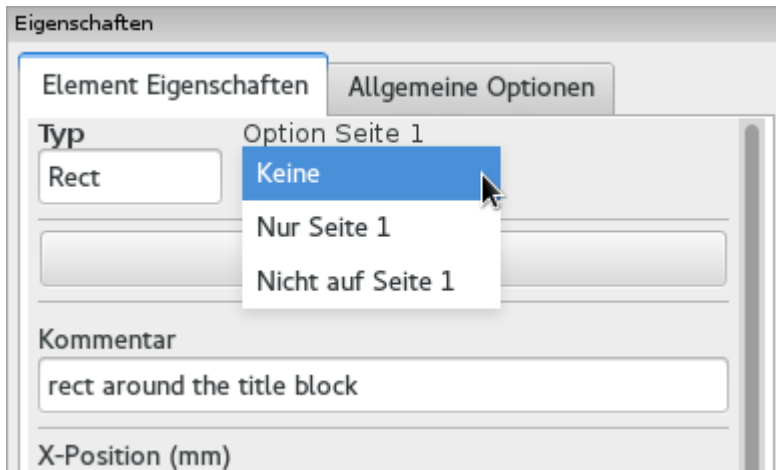 Eigenschaften
Element Eigenschaften Allgemeine Optionen
Typ Option Seite 1
Rect Keine
Nur Seite 1
Nicht auf Seite 1
Kommentar
rect around the title block
X-Position (mm)